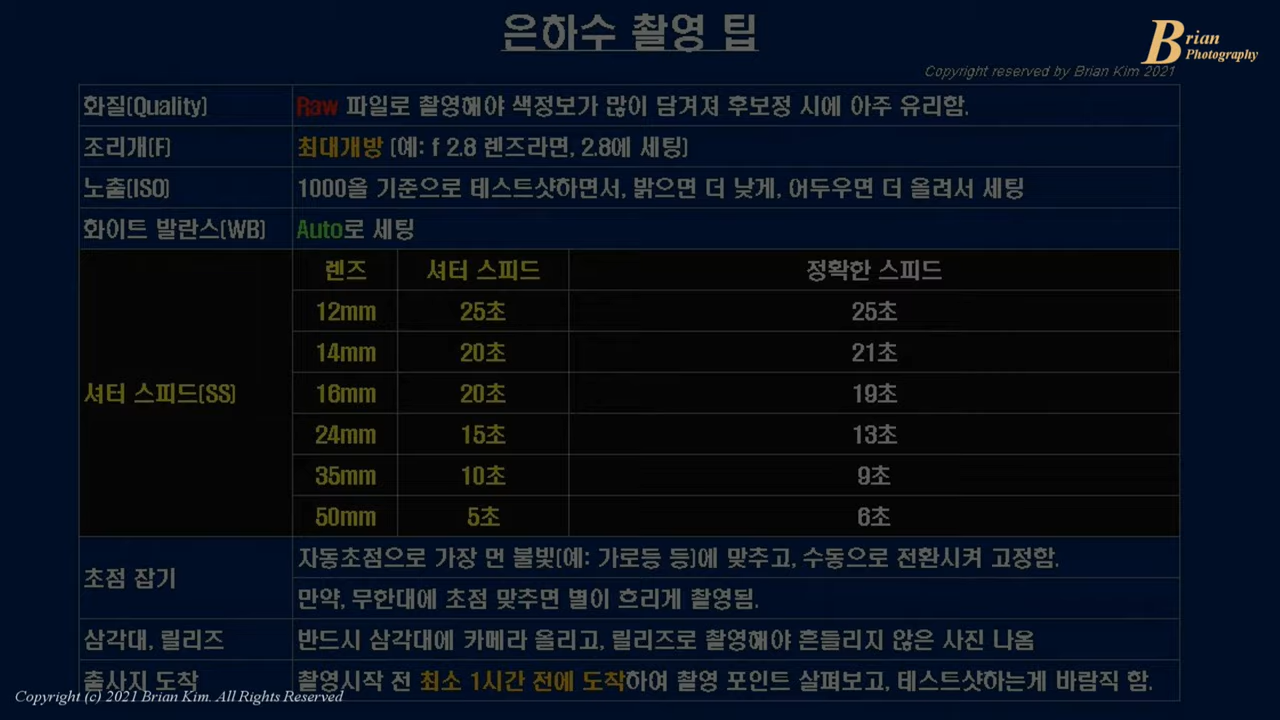 은하수 촬영 팁
Brian Photography
Copyright reserved by Brian Kim 2021
화질(Quality) Raw 파일로 촬영해야 색정보가 많이 담겨져 후보정 시에 아주 유리함.
조리개(F) 최대개방 (예: f 2.8 렌즈라면, 2.8에 세팅)
노출(ISO) 1000을 기준으로 테스트샷하면서, 밝으면 더 낮게, 어두우면 더 올려서 세팅
화이트 발란스(WB) Auto로 세팅
렌즈 셔터 스피드 정확한 스피드
12mm 25초 25초
14mm 20초 21초
셔터 스피드(SS) 16mm 20초 19초
24mm 15초 13초
35mm 10초 9초
50mm 5초 6초
초점 잡기 자동초점으로 가장 먼 불빛(예: 가로등 등)에 맞추고, 수동으로 전환시켜 고정함.
만약, 무한대에 초점 맞추면 별이 흐리게 촬영됨.
삼각대, 릴리즈 반드시 삼각대에 카메라 올리고, 릴리즈로 촬영해야 흔들리지 않은 사진 나옴
출사지 도착 촬영시작 전 최소 1시간 전에 도착하여 촬영 포인트 살펴보고, 테스트샷하는게 바람직 함.
Copyright (c) 2021 Brian Kim. All Rights Reserved